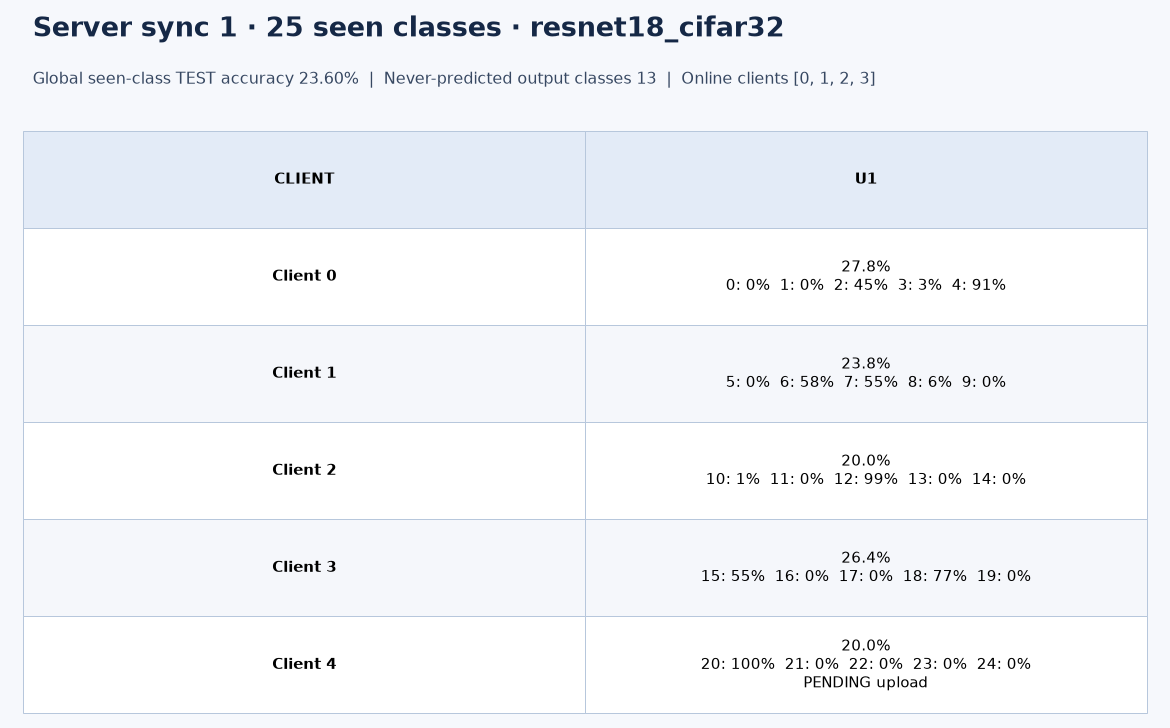 Server sync 1 · 25 seen classes · resnet18_cifar32
Global seen-class TEST accuracy 23.60% | Never-predicted output classes 13 | Online clients [0, 1, 2, 3]
CLIENT
U1
Client 0
27.8%
0: 0% 1: 0% 2: 45% 3: 3% 4: 91%
Client 1
23.8%
5: 0% 6: 58% 7: 55% 8: 6% 9: 0%
Client 2
20.0%
10: 1% 11: 0% 12: 99% 13: 0% 14: 0%
Client 3
26.4%
15: 55% 16: 0% 17: 0% 18: 77% 19: 0%
Client 4
20.0%
20: 100% 21: 0% 22: 0% 23: 0% 24: 0%
PENDING upload